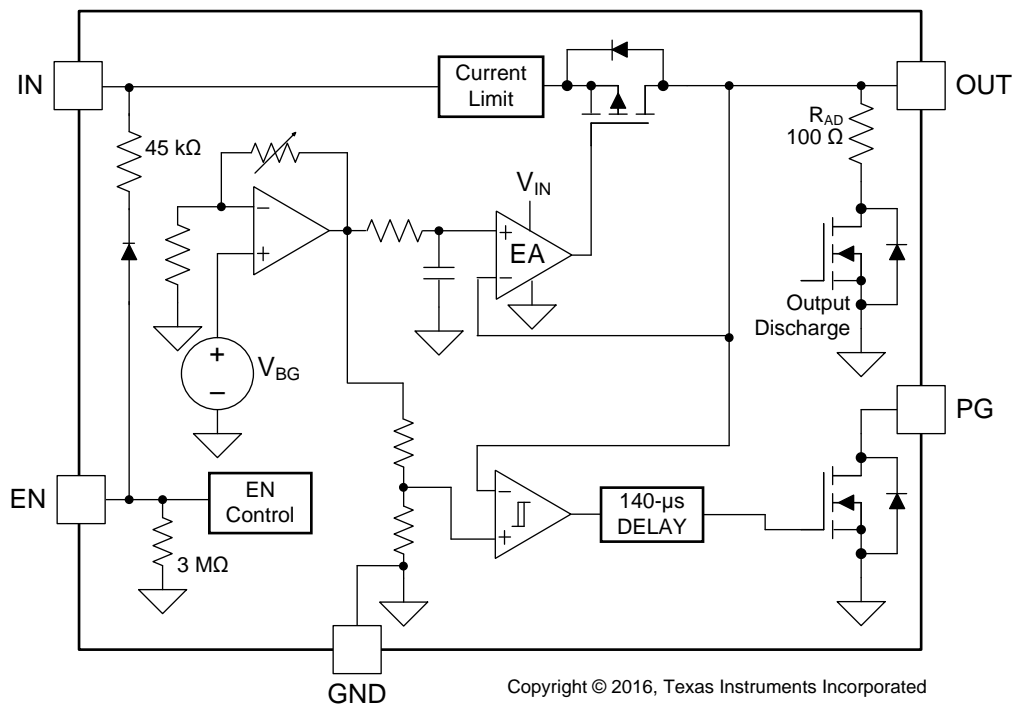 IN
Current
Limit
OUT
R_AD
100 Ω
45 kΩ
−
+
V_IN
+
EA
−
Output
Discharge
+
−
V_BG
PG
EN
EN
Control
3 MΩ
−
+
140-µs
DELAY
GND
Copyright © 2016, Texas Instruments Incorporated